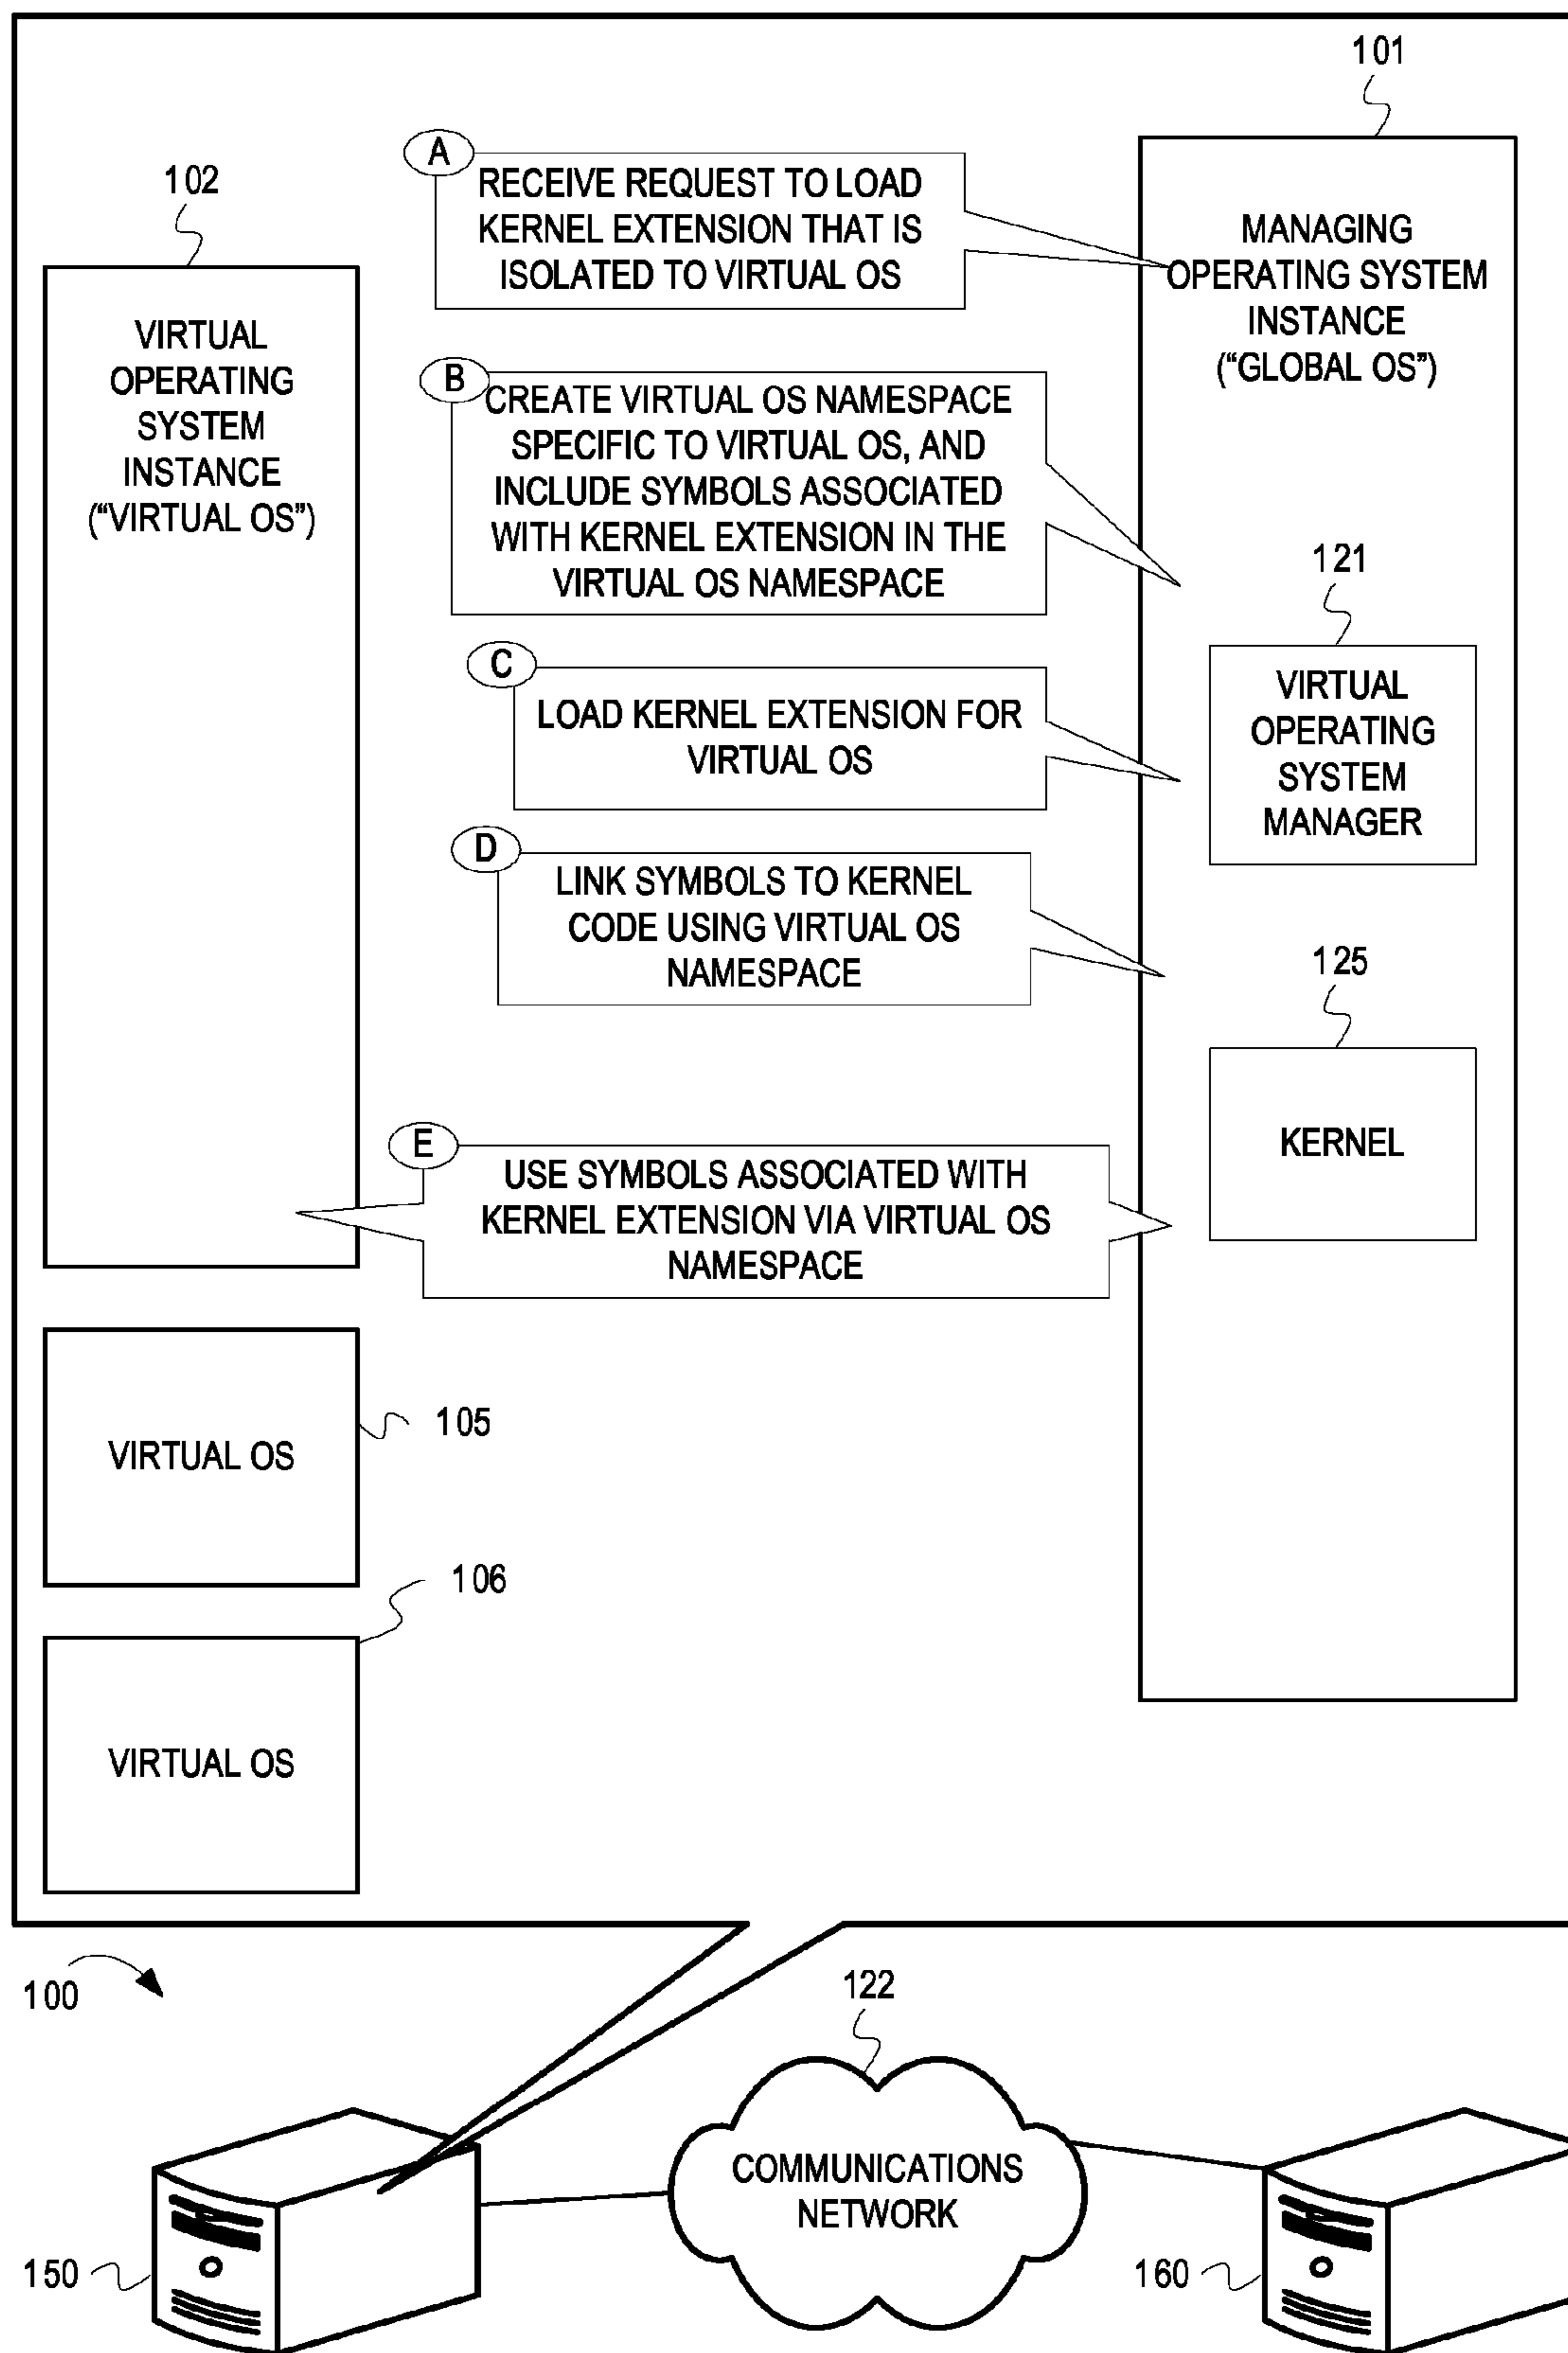 101
102
A
RECEIVE REQUEST TO LOAD
KERNEL EXTENSION THAT IS
ISOLATED TO VIRTUAL OS
MANAGING
OPERATING SYSTEM
INSTANCE
("GLOBAL OS")
VIRTUAL
OPERATING
SYSTEM
INSTANCE
("VIRTUAL OS")
B
CREATE VIRTUAL OS NAMESPACE
SPECIFIC TO VIRTUAL OS, AND
INCLUDE SYMBOLS ASSOCIATED
WITH KERNEL EXTENSION IN THE
VIRTUAL OS NAMESPACE
121
VIRTUAL
OPERATING
SYSTEM
MANAGER
C
LOAD KERNEL EXTENSION FOR
VIRTUAL OS
D
LINK SYMBOLS TO KERNEL
CODE USING VIRTUAL OS
NAMESPACE
125
KERNEL
E
USE SYMBOLS ASSOCIATED WITH
KERNEL EXTENSION VIA VIRTUAL OS
NAMESPACE
VIRTUAL OS
105
106
VIRTUAL OS
100
122
COMMUNICATIONS
NETWORK
150
160